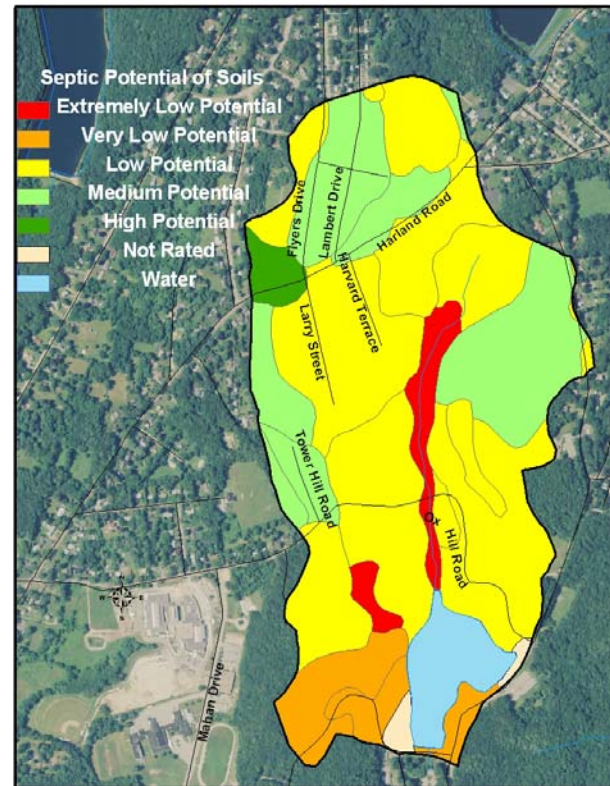 Septic Potential of Soils
Extremely Low Potential
Very Low Potential
Low Potential
Medium Potential
High Potential
Not Rated
Water
Flyers Drive
Lambert Drive
Harland Road
Harvard Terrace
Larry Street
Tower Hill Road
Ox Hill Road
Mahan Drive
N
W
E
S